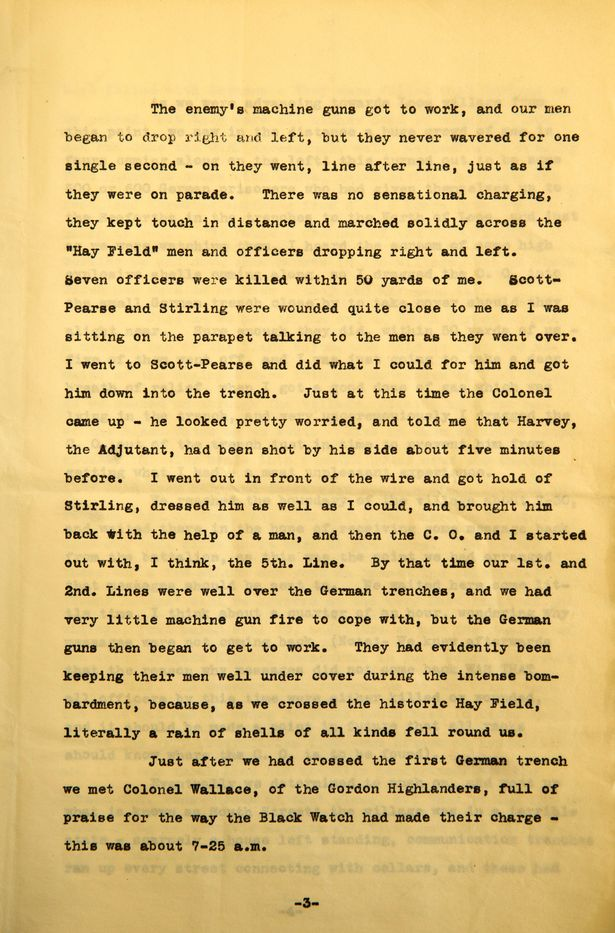 The enemy's machine guns got to work, and our men
began to drop right and left, but they never wavered for one
single second - on they went, line after line, just as if
they were on parade. There was no sensational charging,
they kept touch in distance and marched solidly across the
"Hay Field" men and officers dropping right and left.
Seven officers were killed within 50 yards of me. Scott-
Pearse and Stirling were wounded quite close to me as I was
sitting on the parapet talking to the men as they went over.
I went to Scott-Pearse and did what I could for him and got
him down into the trench. Just at this time the Colonel
came up - he looked pretty worried, and told me that Harvey,
the Adjutant, had been shot by his side about five minutes
before. I went out in front of the wire and got hold of
Stirling, dressed him as well as I could, and brought him
back with the help of a man, and then the C. O. and I started
out with, I think, the 5th. Line. By that time our 1st. and
2nd. Lines were well over the German trenches, and we had
very little machine gun fire to cope with, but the German
guns then began to get to work. They had evidently been
keeping their men well under cover during the intense bom-
bardment, because, as we crossed the historic Hay Field,
literally a rain of shells of all kinds fell round us.
Just after we had crossed the first German trench
we met Colonel Wallace, of the Gordon Highlanders, full of
praise for the way the Black Watch had made their charge -
this was about 7-25 a.m.
-3-